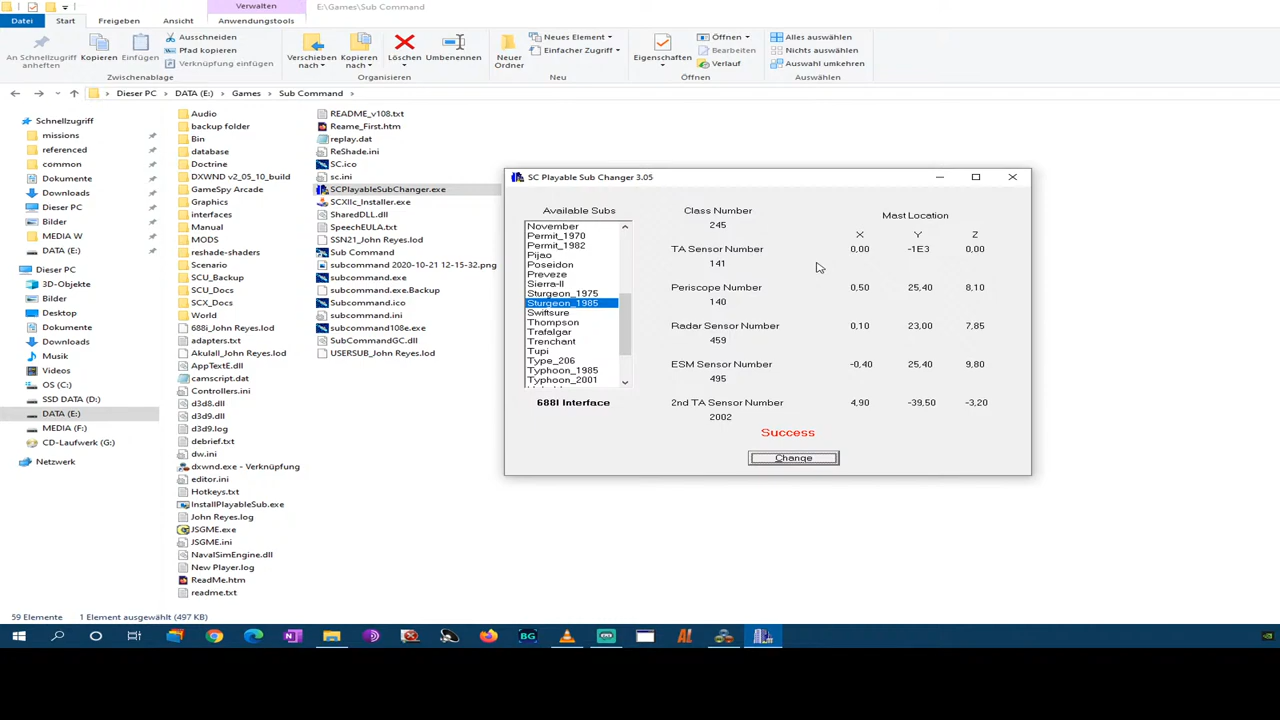 Verwalten
E:\Games\Sub Command
Datei
Start
Freigeben
Ansicht
Anwendungstools
An Schnellzugriff
anheften
Kopieren
Einfügen
Ausschneiden
Pfad kopieren
Verknüpfung einfügen
Zwischenablage
Verschieben
nach
Kopieren
nach
Löschen
Umbenennen
Organisieren
Neuer
Ordner
Neues Element
Einfacher Zugriff
Neu
Eigenschaften
Öffnen
Bearbeiten
Verlauf
Öffnen
Alles auswählen
Nichts auswählen
Auswahl umkehren
Auswählen
Dieser PC
DATA (E:)
Games
Sub Command
Schnellzugriff
missions
referenced
common
Dokumente
Downloads
Dieser PC
Bilder
MEDIA W
DATA (E:)
Dieser PC
3D-Objekte
Bilder
Desktop
Dokumente
Downloads
Musik
Videos
OS (C:)
SSD DATA (D:)
DATA (E:)
MEDIA (F:)
CD-Laufwerk (G:)
Netzwerk
Audio
backup folder
Bin
database
Doctrine
DXWND v2_05_10_build
GameSpy Arcade
Graphics
interfaces
Manual
MODS
reshade-shaders
Scenario
SCU_Backup
SCU_Docs
SCX_Docs
World
688i_John Reyes.lod
adapters.txt
AkulaII_John Reyes.lod
AppTextE.dll
camscript.dat
Controllers.ini
d3d8.dll
d3d9.dll
d3d9.log
debrief.txt
dw.ini
dxwnd.exe - Verknüpfung
editor.ini
Hotkeys.txt
InstallPlayableSub.exe
John Reyes.log
JSGME.exe
JSGME.ini
NavalSimEngine.dll
New Player.log
ReadMe.htm
readme.txt
README_v108.txt
Reame_First.htm
replay.dat
ReShade.ini
SC.ico
sc.ini
SCPlayableSubChanger.exe
SCXIIc_Installer.exe
SharedDLL.dll
SpeechEULA.txt
SSN21_John Reyes.lod
Sub Command
subcommand 2020-10-21 12-15-32.png
subcommand.exe
subcommand.exe.Backup
Subcommand.ico
subcommand.ini
subcommand108e.exe
SubCommandGC.dll
USERSUB_John Reyes.lod
SC Playable Sub Changer 3.05
Available Subs
November
Permit_1970
Permit_1982
Pijao
Poseidon
Preveze
Sierra-II
Sturgeon_1975
Sturgeon_1985
Swiftsure
Thompson
Trafalgar
Trenchant
Tupi
Type_206
Typhoon_1985
Typhoon_2001
688I Interface
Class Number
245
Mast Location
X Y Z
TA Sensor Number 0,00 -1E3 0,00
141
Periscope Number 0,50 25,40 8,10
140
Radar Sensor Number 0,10 23,00 7,85
459
ESM Sensor Number -0,40 25,40 9,80
495
2nd TA Sensor Number 4,90 -39,50 -3,20
2002
Success
Change
59 Elemente 1 Element ausgewählt (497 KB)